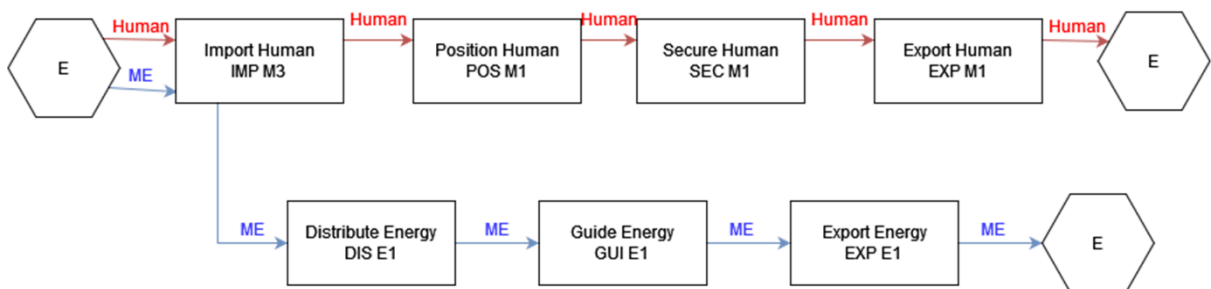 E
Human
ME
Import Human
IMP M3
Human
Position Human
POS M1
Human
Secure Human
SEC M1
Human
Export Human
EXP M1
Human
E
ME
Distribute Energy
DIS E1
ME
Guide Energy
GUI E1
ME
Export Energy
EXP E1
ME
E